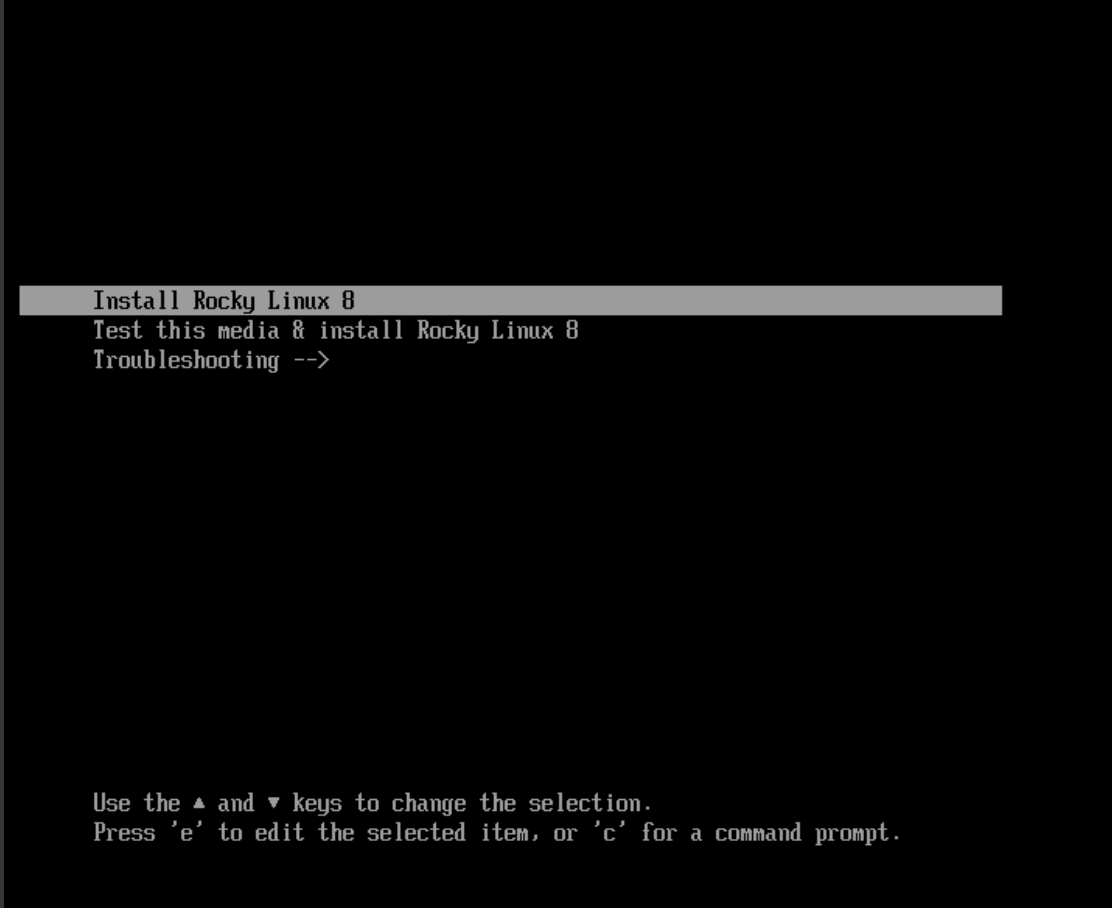 Install Rocky Linux 8
Test this media & install Rocky Linux 8
Troubleshooting -->
Use the ▲ and ▼ keys to change the selection.
Press 'e' to edit the selected item, or 'c' for a command prompt.